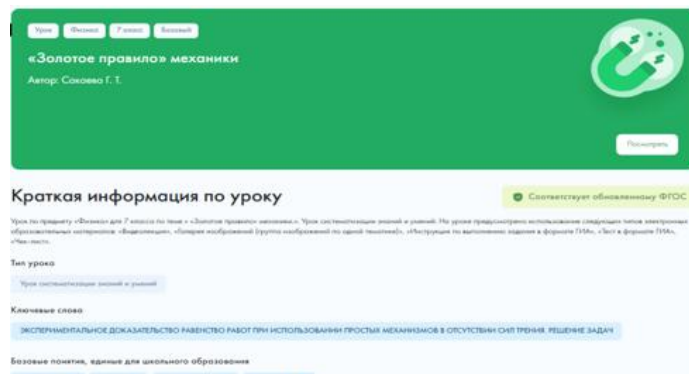 Урок Физика 7 класс Базовый
«Золотое правило» механики
Автор: Сокоева Г. Т.
Посмотреть
Краткая информация по уроку
Соответствует обновленному ФГОС
Урок по предмету «Физика» для 7 класса по теме « «Золотое правило» механики.». Урок систематизации знаний и умений. На уроке предусмотрено использование следующих типов электронных
образовательных материалов: «Видеолекция», «Галерея изображений (группа изображений по одной тематике)», «Инструкция по выполнению задания в формате ГИА», «Тест в формате ГИА»,
«Чек-лист».
Тип урока
Урок систематизации знаний и умений
Ключевые слова
ЭКСПЕРИМЕНТАЛЬНОЕ ДОКАЗАТЕЛЬСТВО РАВЕНСТВО РАБОТ ПРИ ИСПОЛЬЗОВАНИИ ПРОСТЫХ МЕХАНИЗМОВ В ОТСУТСТВИИ СИЛ ТРЕНИЯ. РЕШЕНИЕ ЗАДАЧ
Базовые понятия, единые для школьного образования